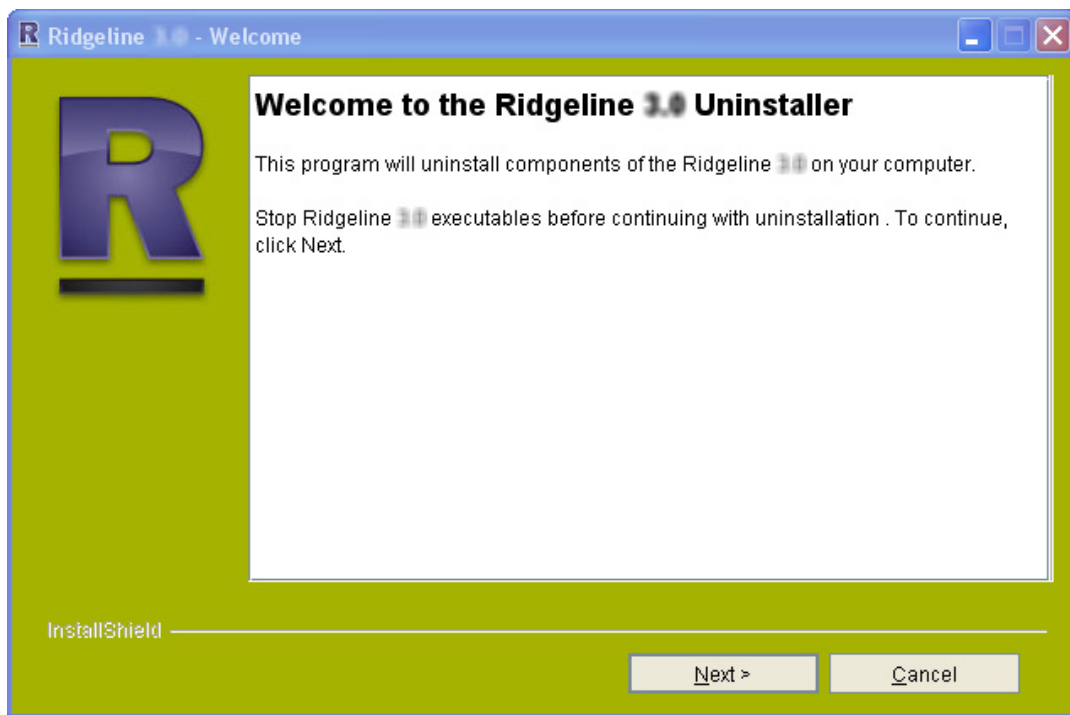 R Ridgeline - Welcome
R
Welcome to the Ridgeline Uninstaller
This program will uninstall components of the Ridgeline on your computer.
Stop Ridgeline executables before continuing with uninstallation . To continue,
click Next.
InstallShield
Next >
Cancel